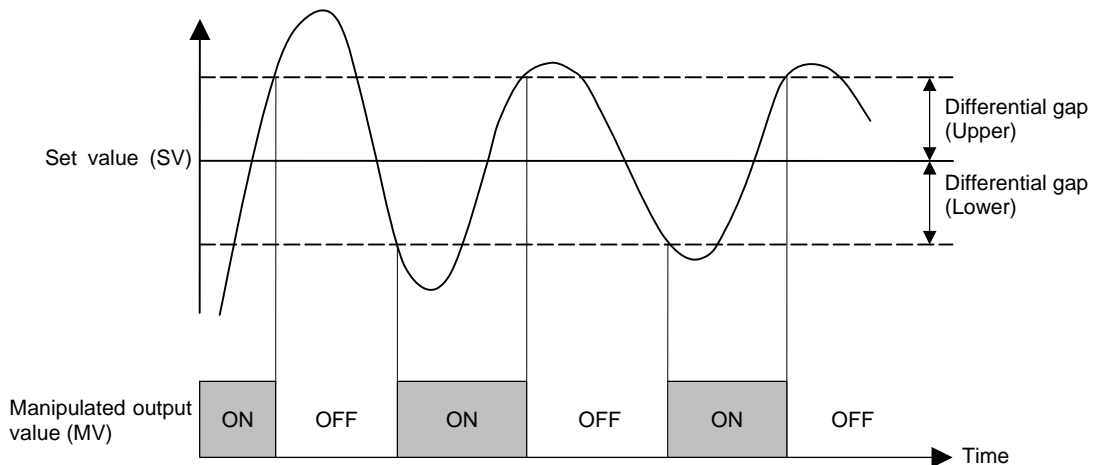 Differential gap
(Upper)
Set value (SV)
Differential gap
(Lower)
Manipulated output
value (MV)
ON
OFF
ON
OFF
ON
OFF
Time